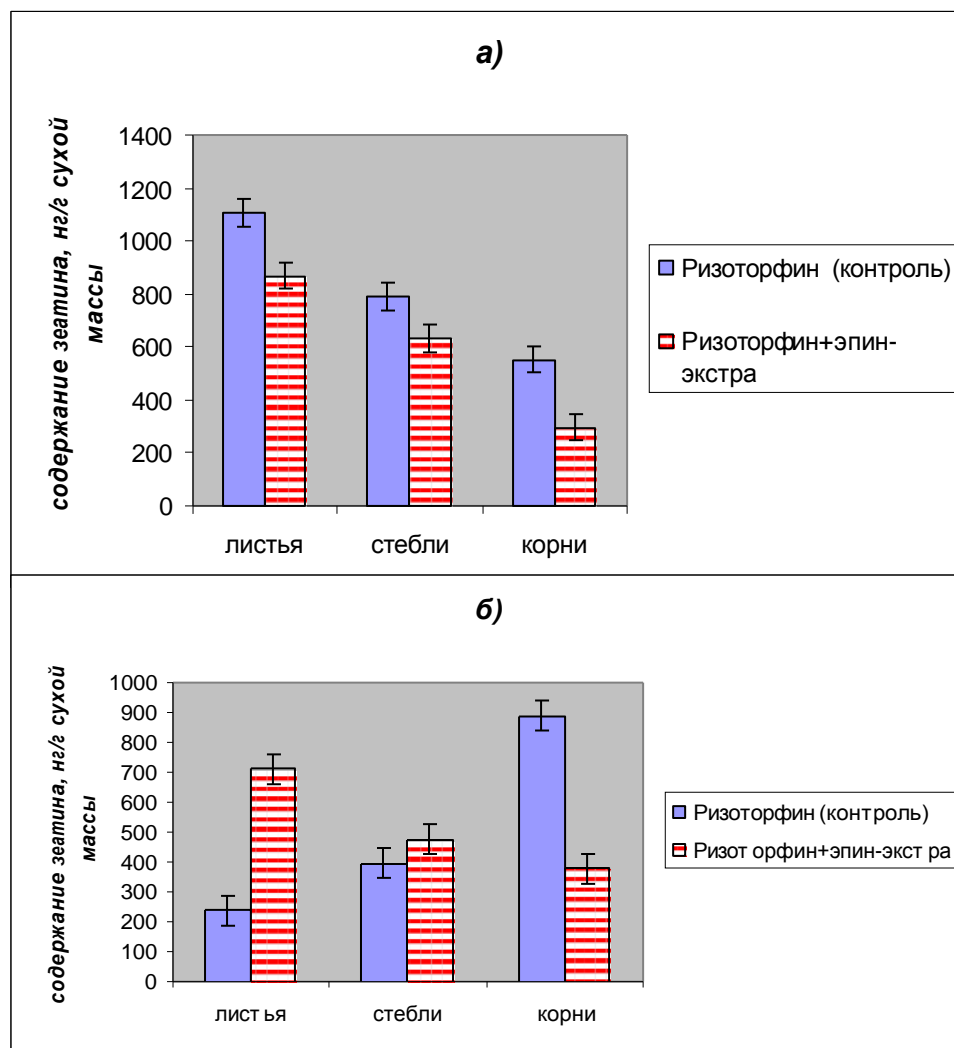 а)
содержание зеатина, нг/г сухой
массы
1400
1200
1000
800
600
400
200
0
листья стебли корни
Ризоторфин (контроль)
Ризоторфин+эпин-
экстра
б)
содержание зеатина, нг/г сухой
массы
1000
900
800
700
600
500
400
300
200
100
0
лист ья стебли корни
Ризоторфин (контроль)
Ризот орфин+эпин-экст ра